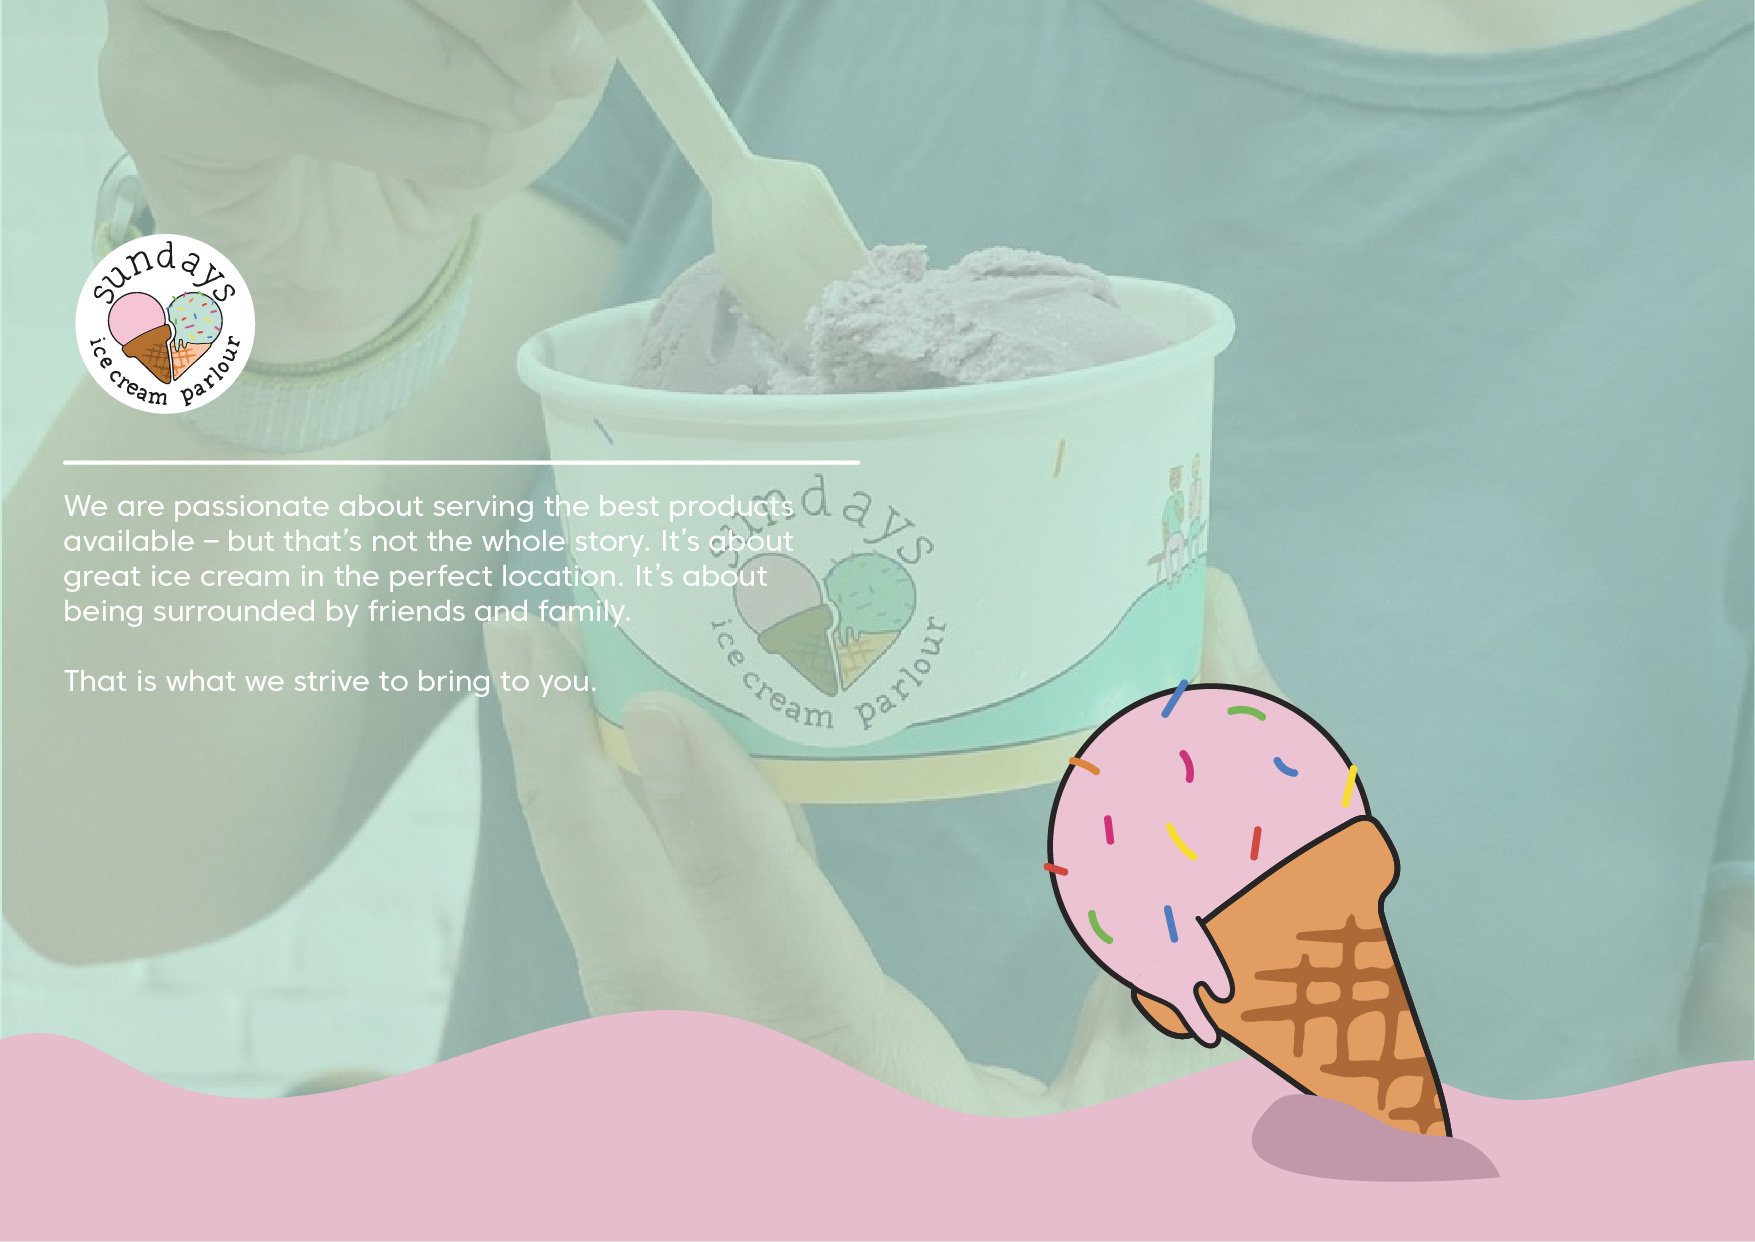 sundays
ice cream parlour
We are passionate about serving the best products
available – but that’s not the whole story. It’s about
great ice cream in the perfect location. It’s about
being surrounded by friends and family.
That is what we strive to bring to you.
sundays
ice cream parlour